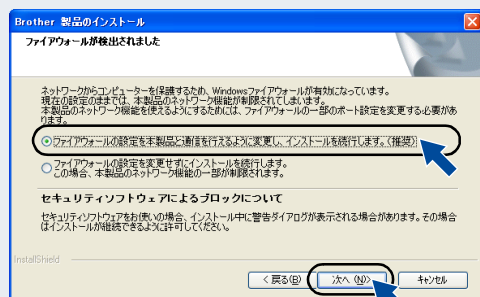 Brother 製品のインストール
ファイアウォールが検出されました
ネットワークからコンピューターを保護するため、Windowsファイアウォールが有効になっています。
現在の設定のままでは、本製品のネットワーク機能が制限されてしまいます。
本製品のネットワーク機能を使えるようにするためには、ファイアウォールの一部のポート設定を変更する必要があ
ります。
ファイアウォールの設定を本製品と通信を行えるように変更し、インストールを続行します。(推奨)
ファイアウォールの設定を変更せずにインストールを続行します。
この場合、本製品のネットワーク機能の一部が制限されます。
セキュリティソフトウェアによるブロックについて
セキュリティソフトウェアをお使いの場合、インストール中に警告ダイアログが表示される場合があります。その場合
はインストールが継続できるように許可してください。
InstallShield
< 戻る(B)
次へ (N)>
キャンセル